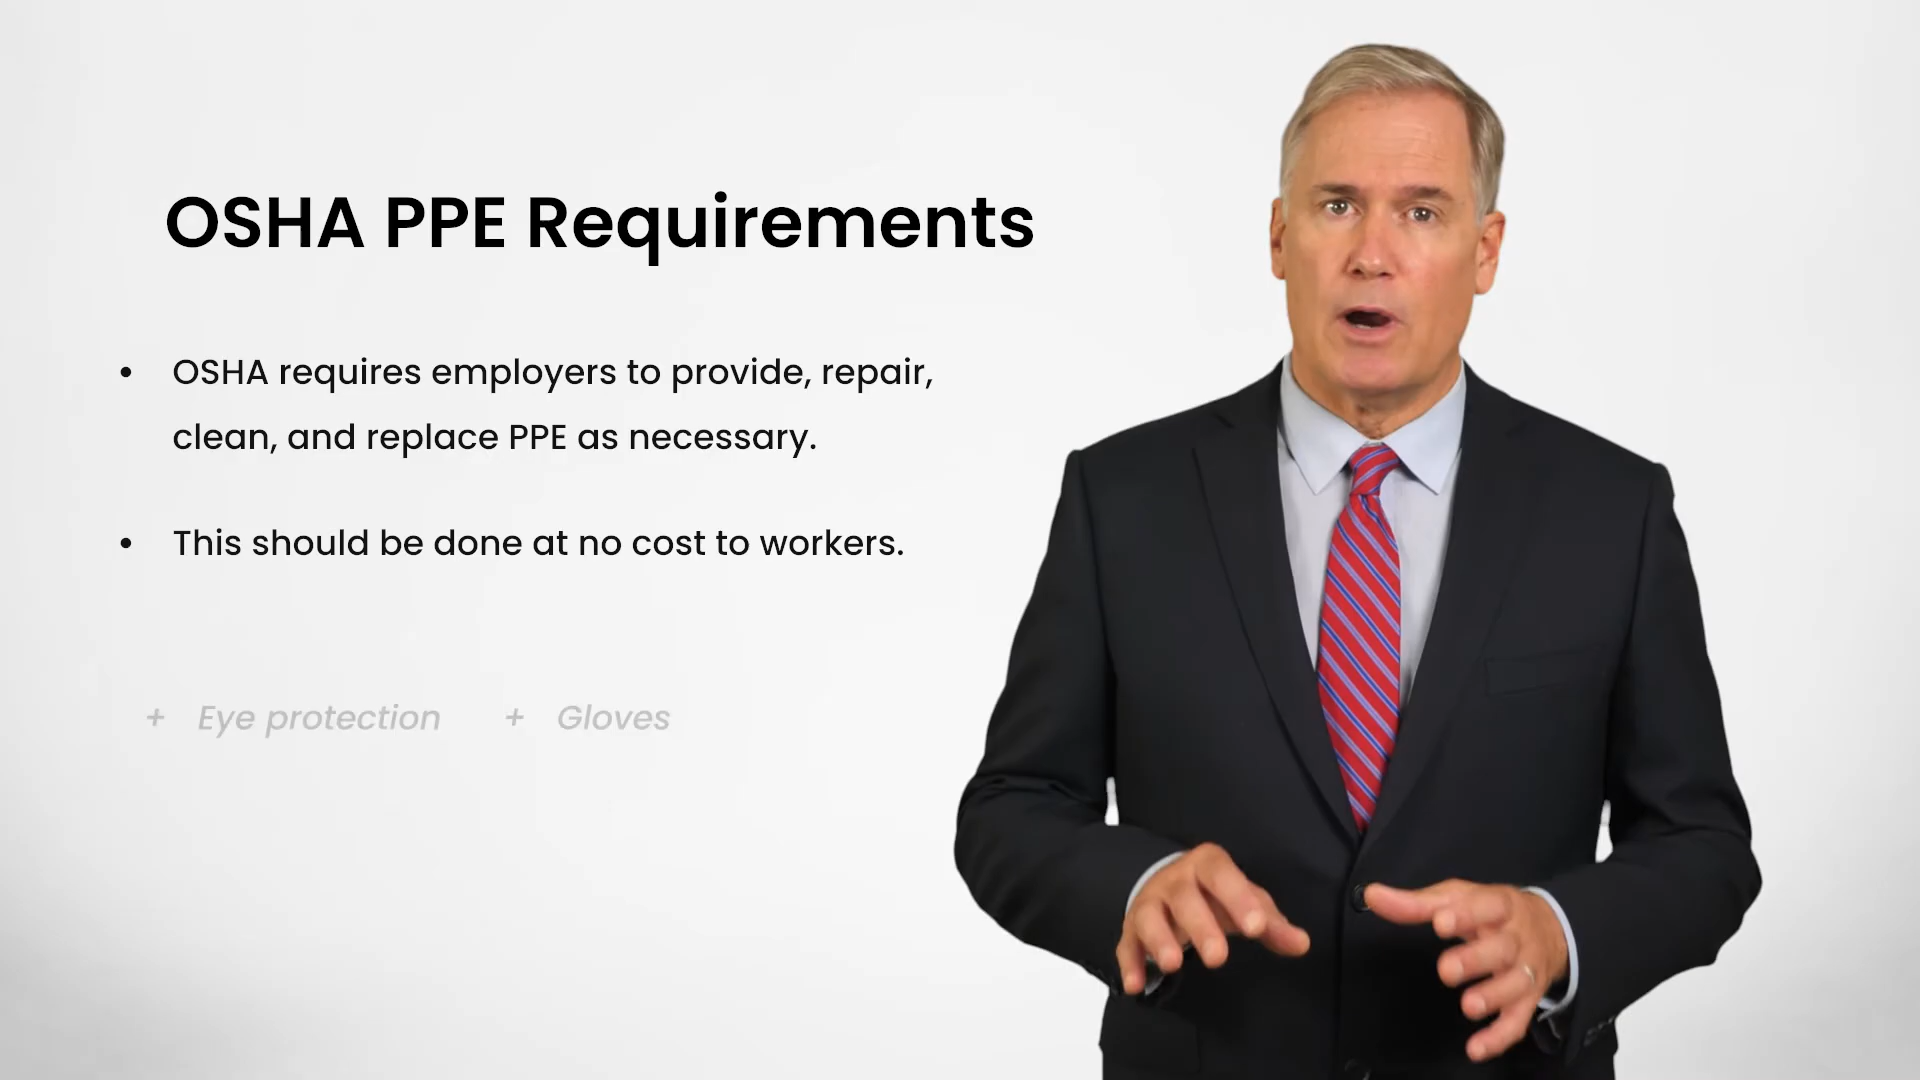 OSHA PPE Requirements
• OSHA requires employers to provide, repair,
clean, and replace PPE as necessary.
• This should be done at no cost to workers.
+ Eye protection + Gloves